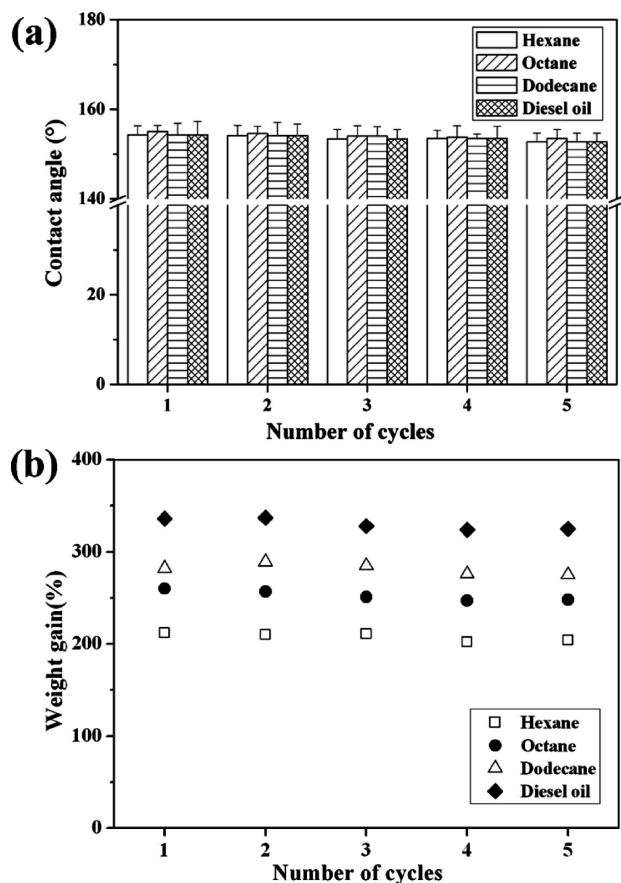 (a)
180
160
140
20
0
Contact angle (°)
Hexane
Octane
Dodecane
Diesel oil
1 2 3 4 5
Number of cycles
(b)
400
300
200
100
0
Weight gain(%)
Hexane
Octane
Dodecane
Diesel oil
1 2 3 4 5
Number of cycles